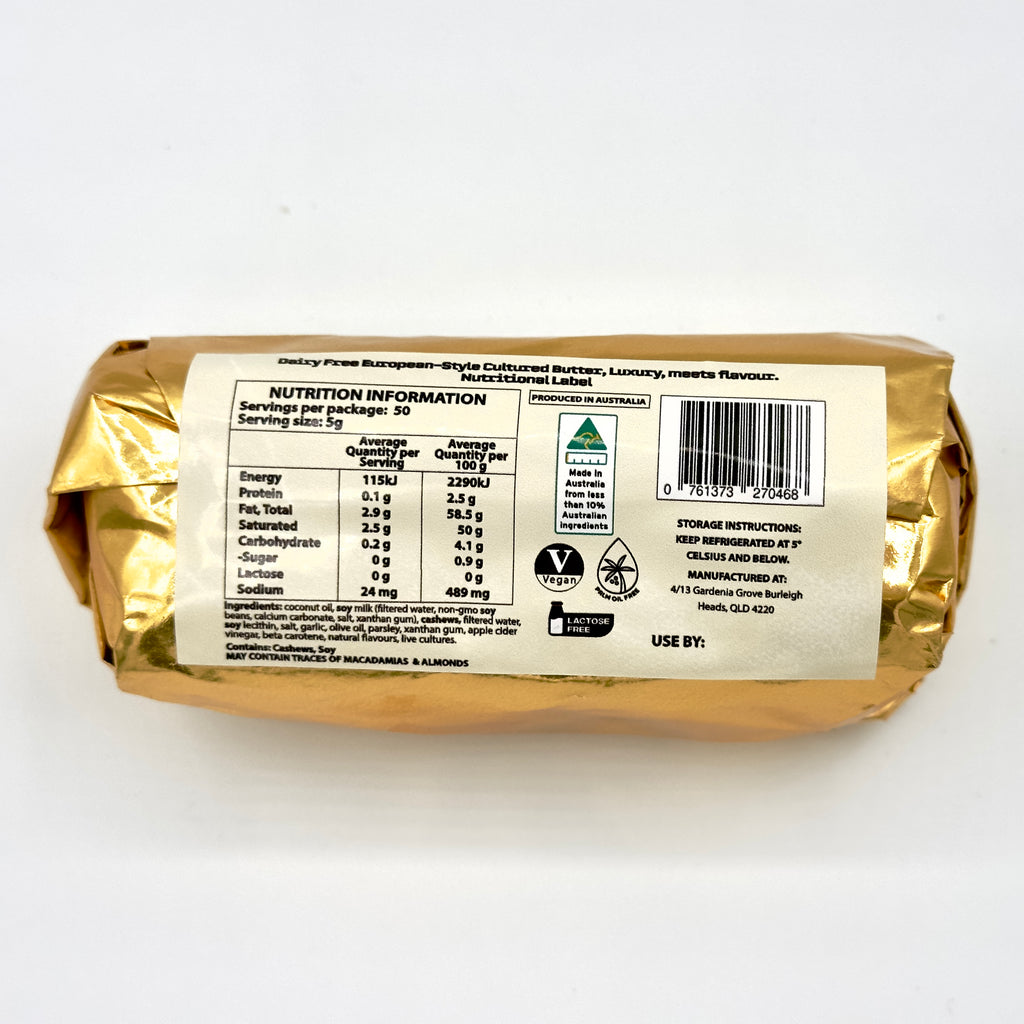 Dairy Free European-Style Cultured Butter, Luxury, meets flavour.
Nutritional Label
NUTRITION INFORMATION
Servings per package: 50
Serving size: 5g
Average Quantity per Serving Average Quantity per 100 g
Energy 115kJ 2290kJ
Protein 0.1 g 2.5 g
Fat, Total 2.9 g 58.5 g
Saturated 2.5 g 50 g
Carbohydrate 0.2 g 4.1 g
-Sugar 0 g 0.9 g
Lactose 0 g 0 g
Sodium 24 mg 489 mg
Ingredients: coconut oil, soy milk (filtered water, non-gmo soy
beans, calcium carbonate, salt, xanthan gum), cashews, filtered water,
soy lecithin, salt, garlic, olive oil, parsley, xanthan gum, apple cider
vinegar, beta carotene, natural flavours, live cultures.
Contains: Cashews, Soy
MAY CONTAIN TRACES OF MACADAMIAS & ALMONDS
PRODUCED IN AUSTRALIA
Made in
Australia
from less
than 10%
Australian
ingredients
V
Vegan
PALM OIL FREE
LACTOSE
FREE
0 761373 270468
STORAGE INSTRUCTIONS:
KEEP REFRIGERATED AT 5°
CELSIUS AND BELOW.
MANUFACTURED AT:
4/13 Gardenia Grove Burleigh
Heads, QLD 4220
USE BY: